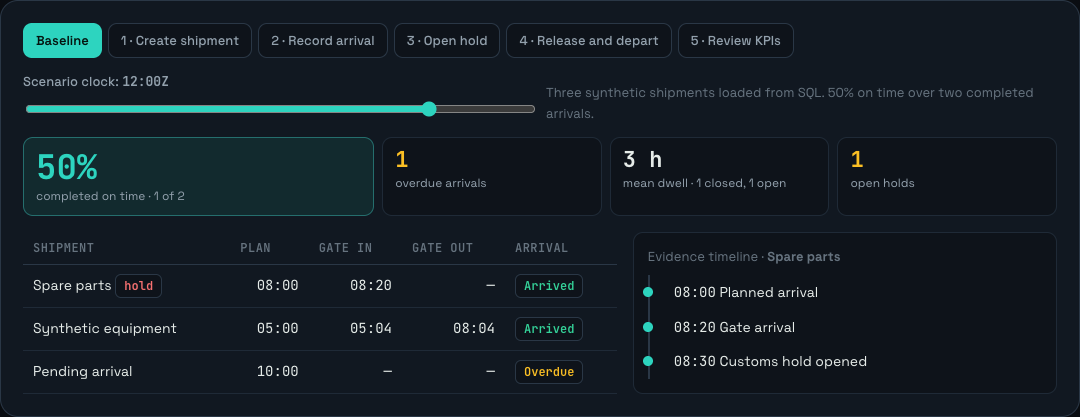 Baseline
1 · Create shipment
2 · Record arrival
3 · Open hold
4 · Release and depart
5 · Review KPIs
Scenario clock: 12:00Z
Three synthetic shipments loaded from SQL. 50% on time over two completed
arrivals.
50%
completed on time · 1 of 2
1
overdue arrivals
3 h
mean dwell · 1 closed, 1 open
1
open holds
SHIPMENT PLAN GATE IN GATE OUT ARRIVAL
Spare parts hold 08:00 08:20 — Arrived
Synthetic equipment 05:00 05:04 08:04 Arrived
Pending arrival 10:00 — — Overdue
Evidence timeline · Spare parts
08:00 Planned arrival
08:20 Gate arrival
08:30 Customs hold opened